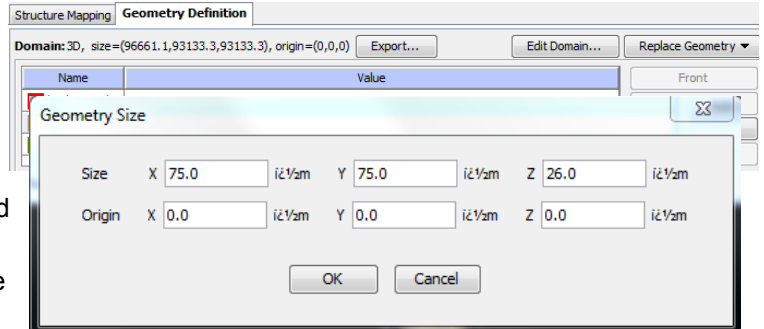 Structure Mapping Geometry Definition
Domain: 3D, size=(96661.1,93133.3,93133.3), origin=(0,0,0) Export... Edit Domain... Replace Geometry ▼
Name Value Front
Geometry Size
Size X 75.0 ï¿½m Y 75.0 ï¿½m Z 26.0 ï¿½m
d
Origin X 0.0 ï¿½m Y 0.0 ï¿½m Z 0.0 ï¿½m
e
OK Cancel